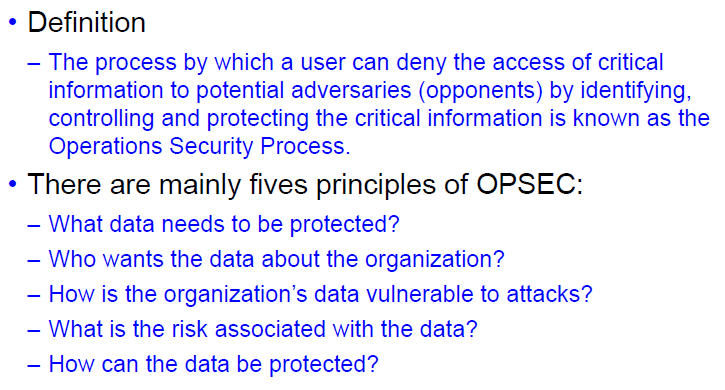 • Definition
– The process by which a user can deny the access of critical
information to potential adversaries (opponents) by identifying,
controlling and protecting the critical information is known as the
Operations Security Process.
• There are mainly fives principles of OPSEC:
– What data needs to be protected?
– Who wants the data about the organization?
– How is the organization’s data vulnerable to attacks?
– What is the risk associated with the data?
– How can the data be protected?